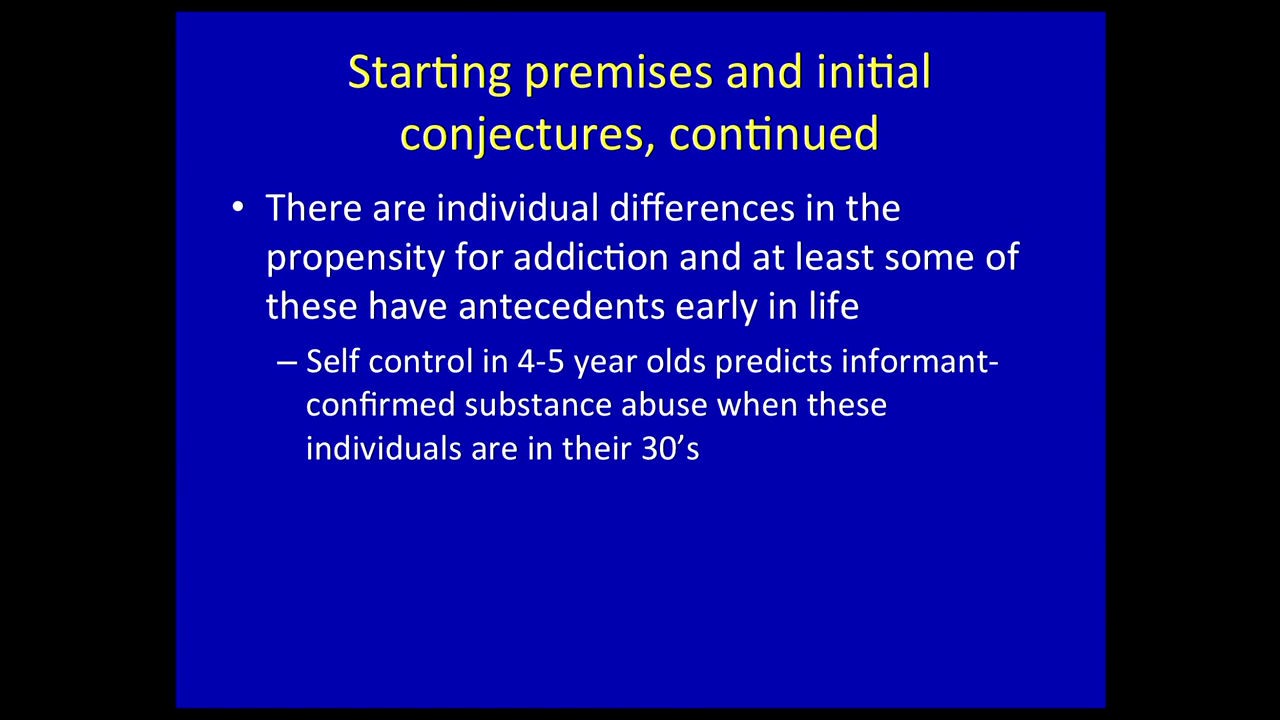 Starting premises and initial
conjectures, continued
• There are individual differences in the
propensity for addiction and at least some of
these have antecedents early in life
– Self control in 4-5 year olds predicts informant-
confirmed substance abuse when these
individuals are in their 30’s